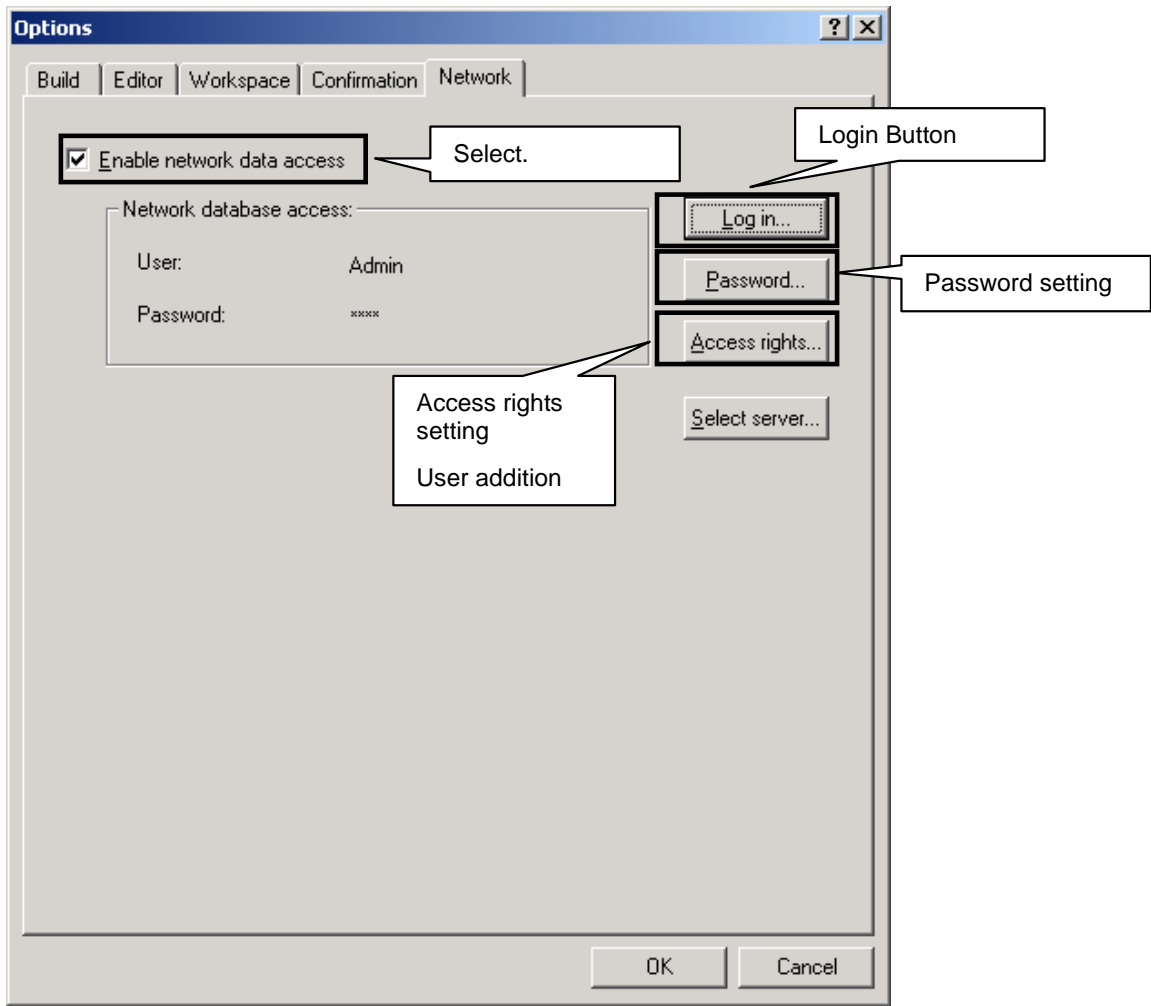 Options
Build Editor Workspace Confirmation Network
Enable network data access
Select.
Login Button
Network database access:
User: Admin
Password: ****
Log in...
Password...
Password setting
Access rights...
Access rights
setting
User addition
Select server...
OK Cancel